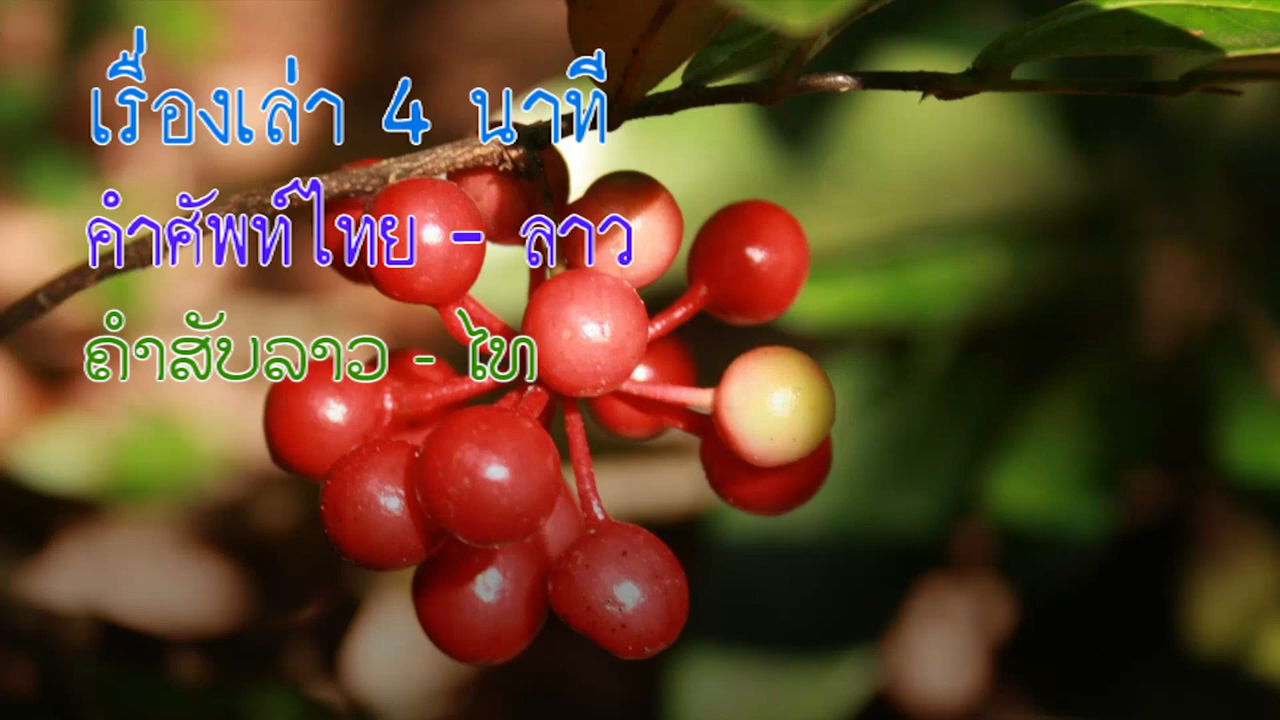 เรื่องเล่า 4 นาที
คำศัพท์ไทย - ลาว
ຄຳສັບລາວ - ໄທ